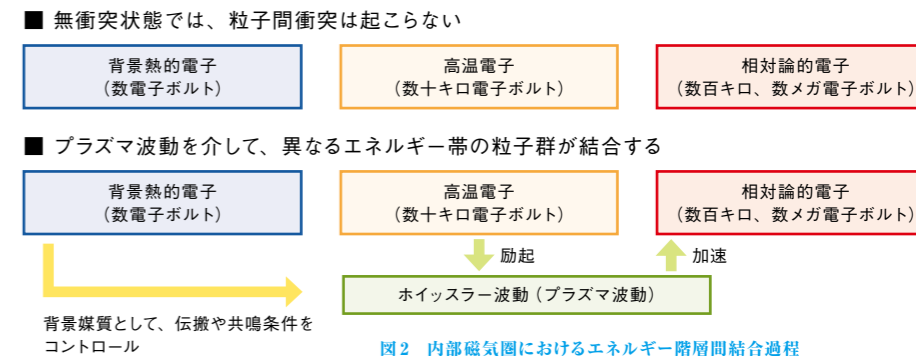 ■ 無衝突状態では、粒子間衝突は起こらない
背景熱的電子
（数電子ボルト）
高温電子
（数十キロ電子ボルト）
相対論的電子
（数百キロ、数メガ電子ボルト）
■ プラズマ波動を介して、異なるエネルギー帯の粒子群が結合する
背景熱的電子
（数電子ボルト）
高温電子
（数十キロ電子ボルト）
相対論的電子
（数百キロ、数メガ電子ボルト）
励起
加速
ホイッスラー波動（プラズマ波動）
背景媒質として、伝搬や共鳴条件を
コントロール
図2 内部磁気圏におけるエネルギー階層間結合過程